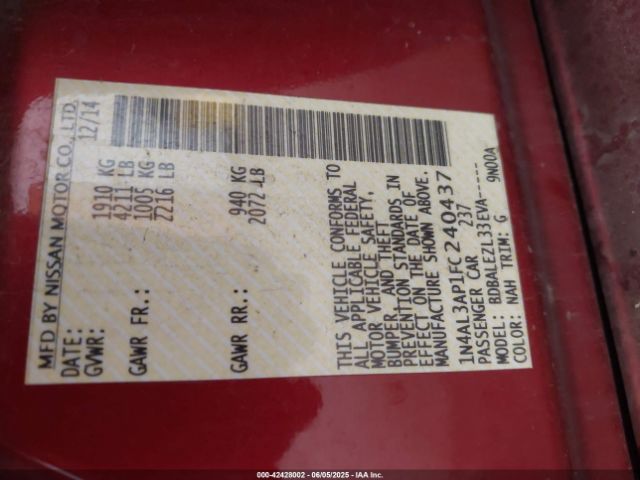 MFD BY NISSAN MOTOR CO., LTD.
DATE: 12/14
GVWR: 1910 KG
4211 LB
GAWR FR.: 1005 KG
2216 LB
GAWR RR.: 940 KG
2072 LB
THIS VEHICLE CONFORMS TO
ALL APPLICABLE FEDERAL
MOTOR VEHICLE SAFETY,
BUMPER, AND THEFT
PREVENTION STANDARDS IN
EFFECT ON THE DATE OF
MANUFACTURE SHOWN ABOVE.
1N4AL3AP1FC240437
PASSENGER CAR 237
MODEL: BDBALEZL33EVA-----
COLOR: NAH TRIM: G 9N00A
000-42428002 - 06/05/2025 - IAA Inc.